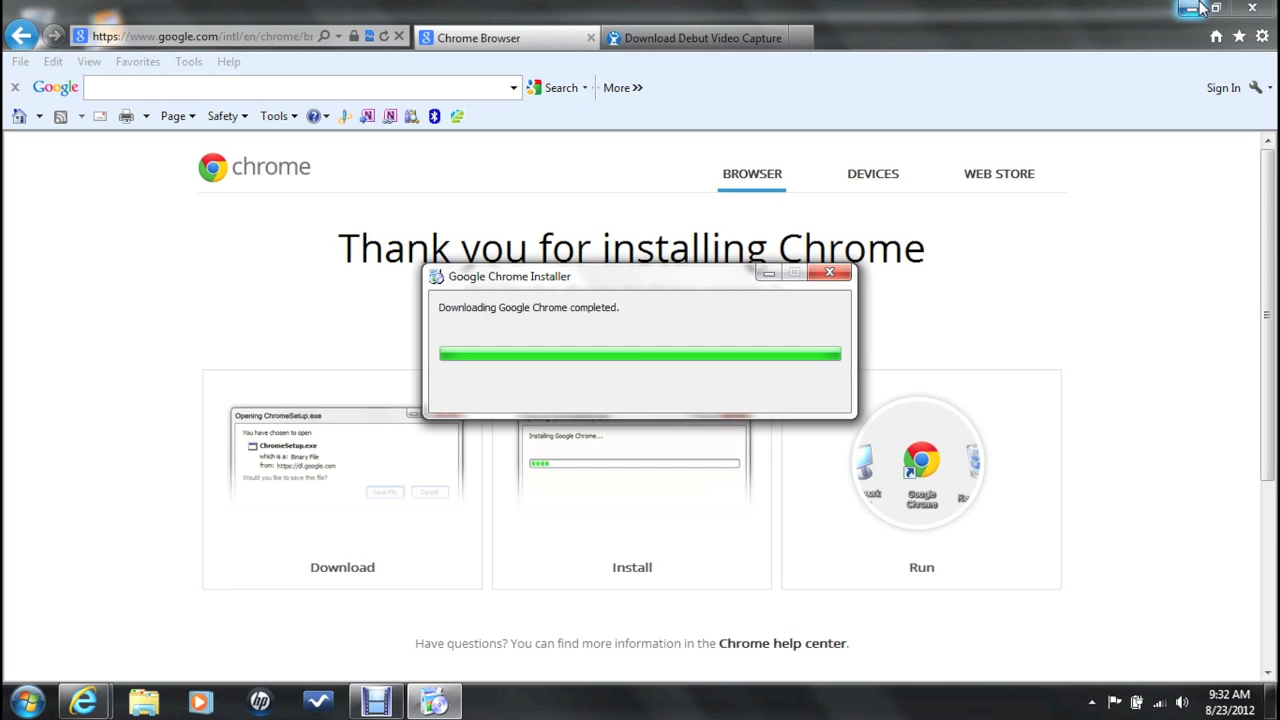 https://www.google.com/intl/en/chrome/br
Chrome Browser
Download Debut Video Capture
File Edit View Favorites Tools Help
Google Search More
Sign In
Page Safety Tools
chrome
BROWSER DEVICES WEB STORE
Thank you for installing Chrome
Google Chrome Installer
Downloading Google Chrome completed.
Opening ChromeSetup.exe
You have chosen to open
ChromeSetup.exe
which is a: Binary File
from: https://dl.google.com
Would you like to save this file?
Save File Cancel
Download
Installing Google Chrome...
Install
Google
Chrome
Run
Have questions? You can find more information in the Chrome help center.
hp
9:32 AM
8/23/2012